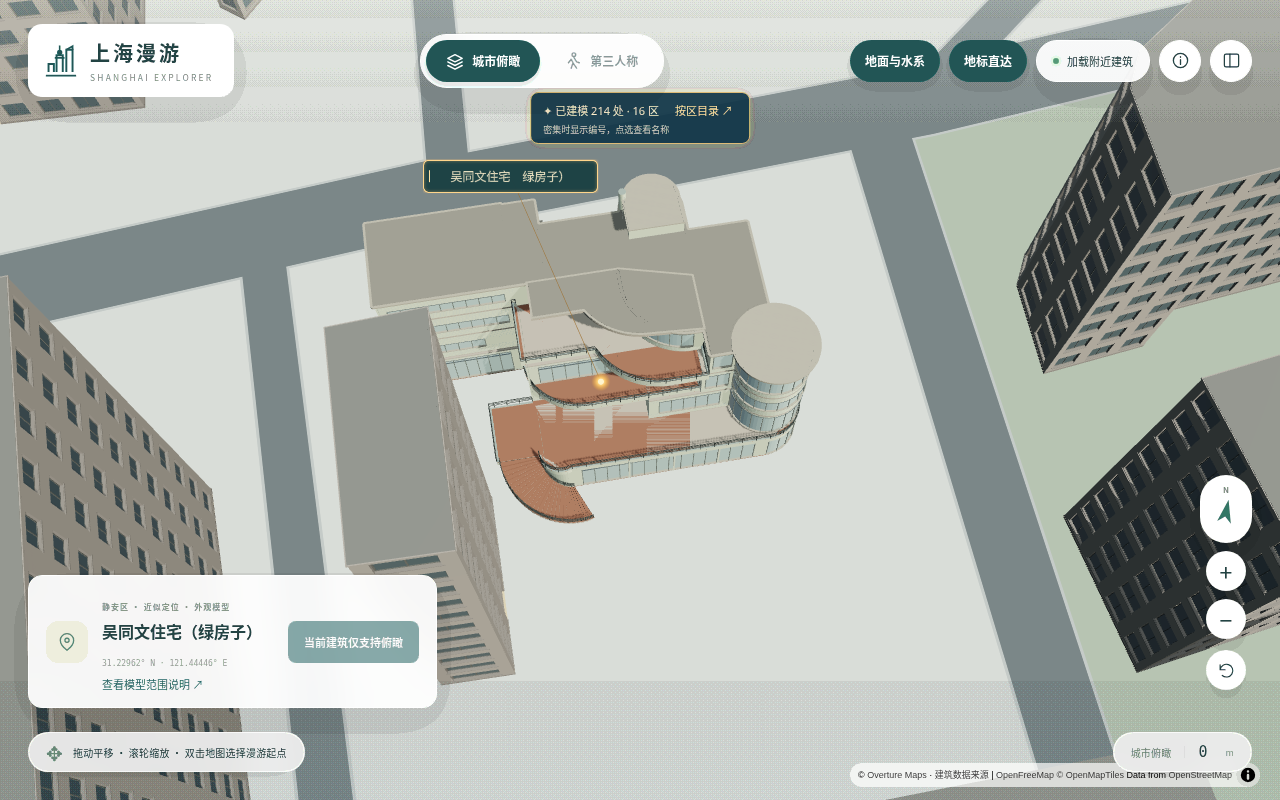 上海漫游
SHANGHAI EXPLORER
城市俯瞰
第三人称
地面与水系
地标直达
加载附近建筑
✦ 已建模 214 处 · 16 区 按区目录 ↗
密集时显示编号，点选查看名称
吴同文住宅 绿房子）
N
静安区 · 近似定位 · 外观模型
吴同文住宅（绿房子）
31.22962° N · 121.44446° E
查看模型范围说明 ↗
当前建筑仅支持俯瞰
拖动平移 · 滚轮缩放 · 双击地图选择漫游起点
城市俯瞰 0 m
© Overture Maps · 建筑数据来源 | OpenFreeMap © OpenMapTiles Data from OpenStreetMap